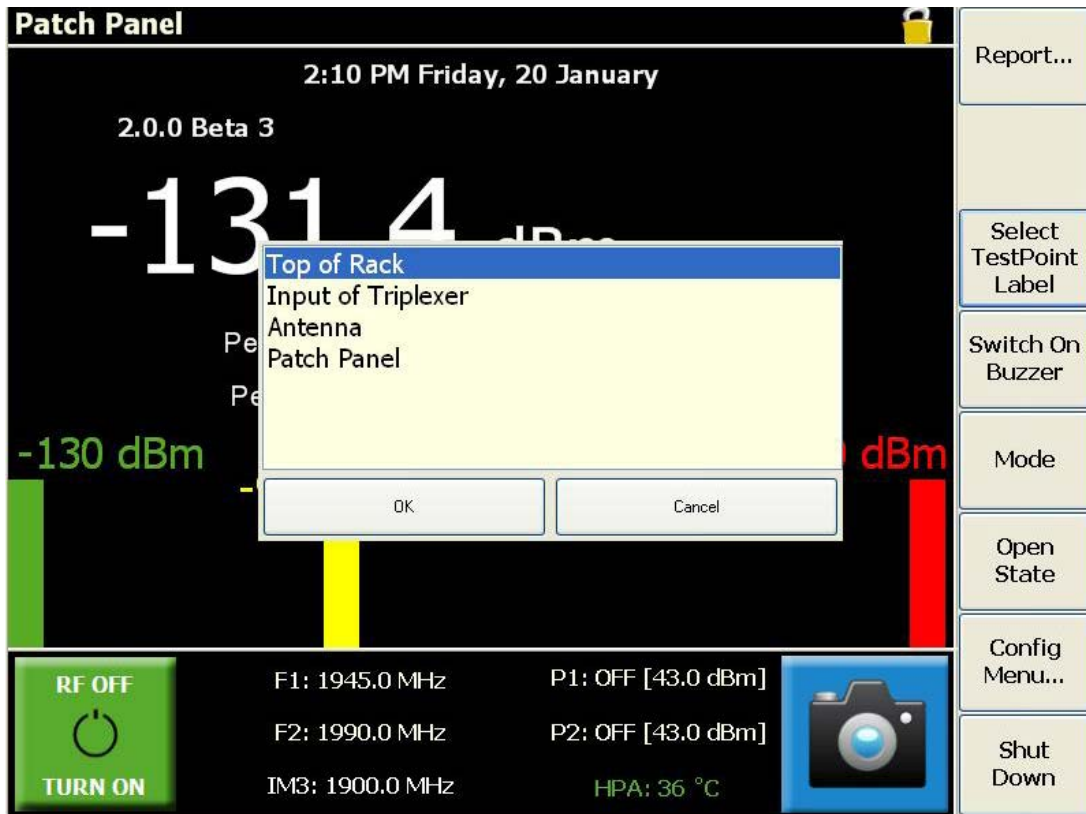 Patch Panel
2:10 PM Friday, 20 January
2.0.0 Beta 3
-131.4 dBm
Top of Rack
Input of Triplexer
Antenna
Patch Panel
OK
Cancel
-130 dBm
dBm
RF OFF
TURN ON
F1: 1945.0 MHz
F2: 1990.0 MHz
IM3: 1900.0 MHz
P1: OFF [43.0 dBm]
P2: OFF [43.0 dBm]
HPA: 36 °C
Report...
Select
TestPoint
Label
Switch On
Buzzer
Mode
Open
State
Config
Menu...
Shut
Down